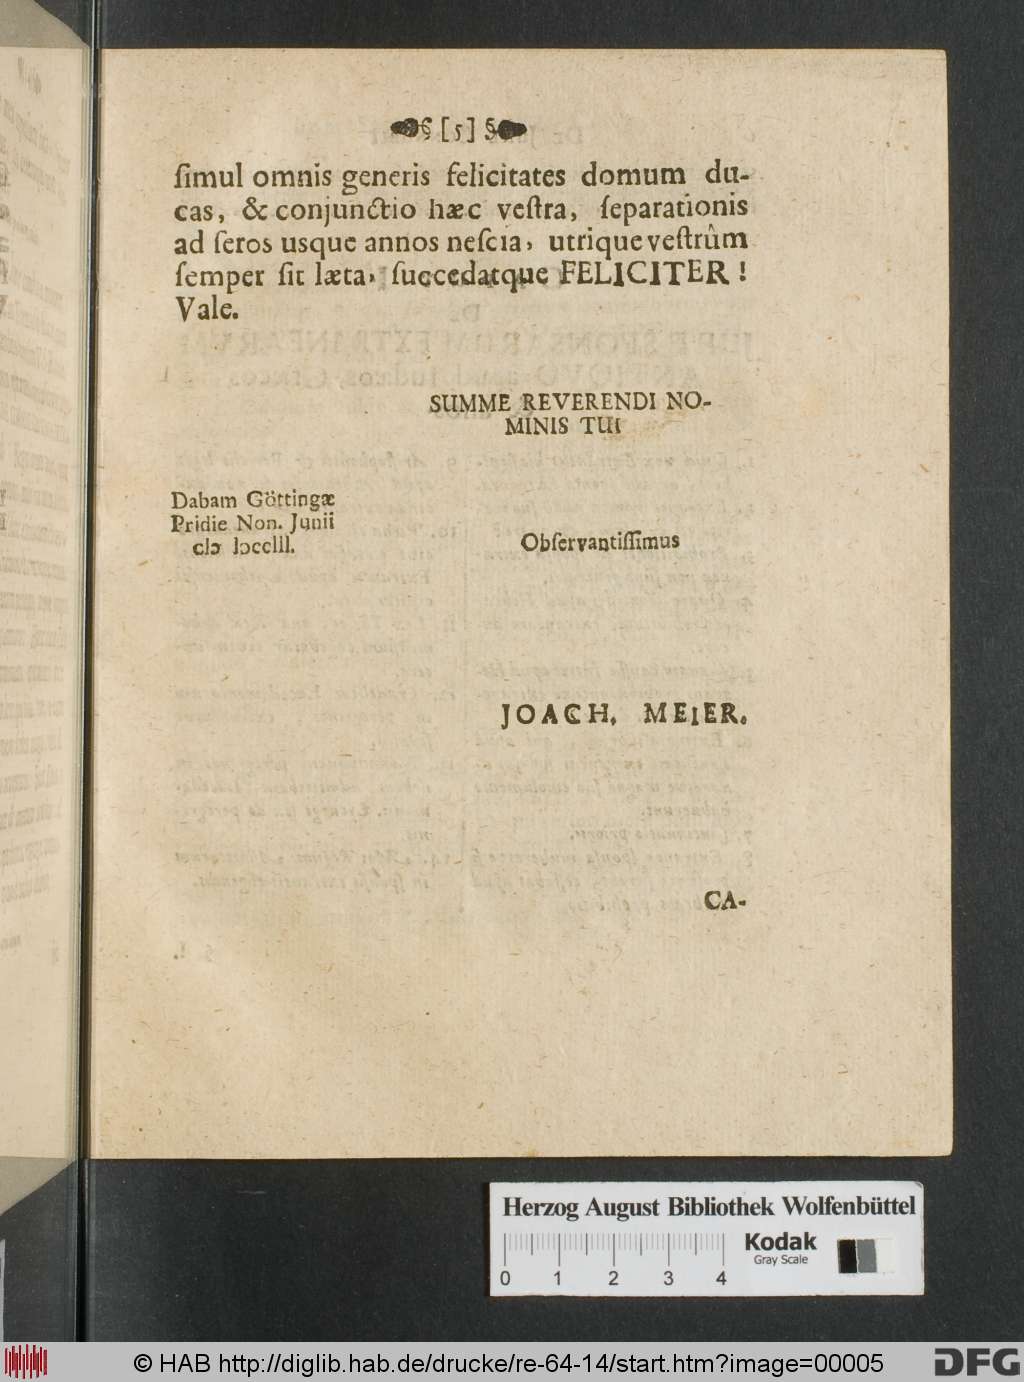 § [5] §
ſimul omnis generis felicitates domum du-
cas, & conjunctio hæc veſtra, ſeparationis
ad ſeros usque annos neſcia, utrique veſtrûm
ſemper ſit læta, ſuccedatque FELICITER!
Vale.
SUMME REVERENDI NO-
MINIS TUI
Dabam Göttingæ
Pridie Non. Junii
cIɔ Iɔcclll.
Obſervantiſſimus
JOACH. MEIER.
CA-
Herzog August Bibliothek Wolfenbüttel
Kodak
Gray Scale
0 1 2 3 4
© HAB http://diglib.hab.de/drucke/re-64-14/start.htm?image=00005
DFG